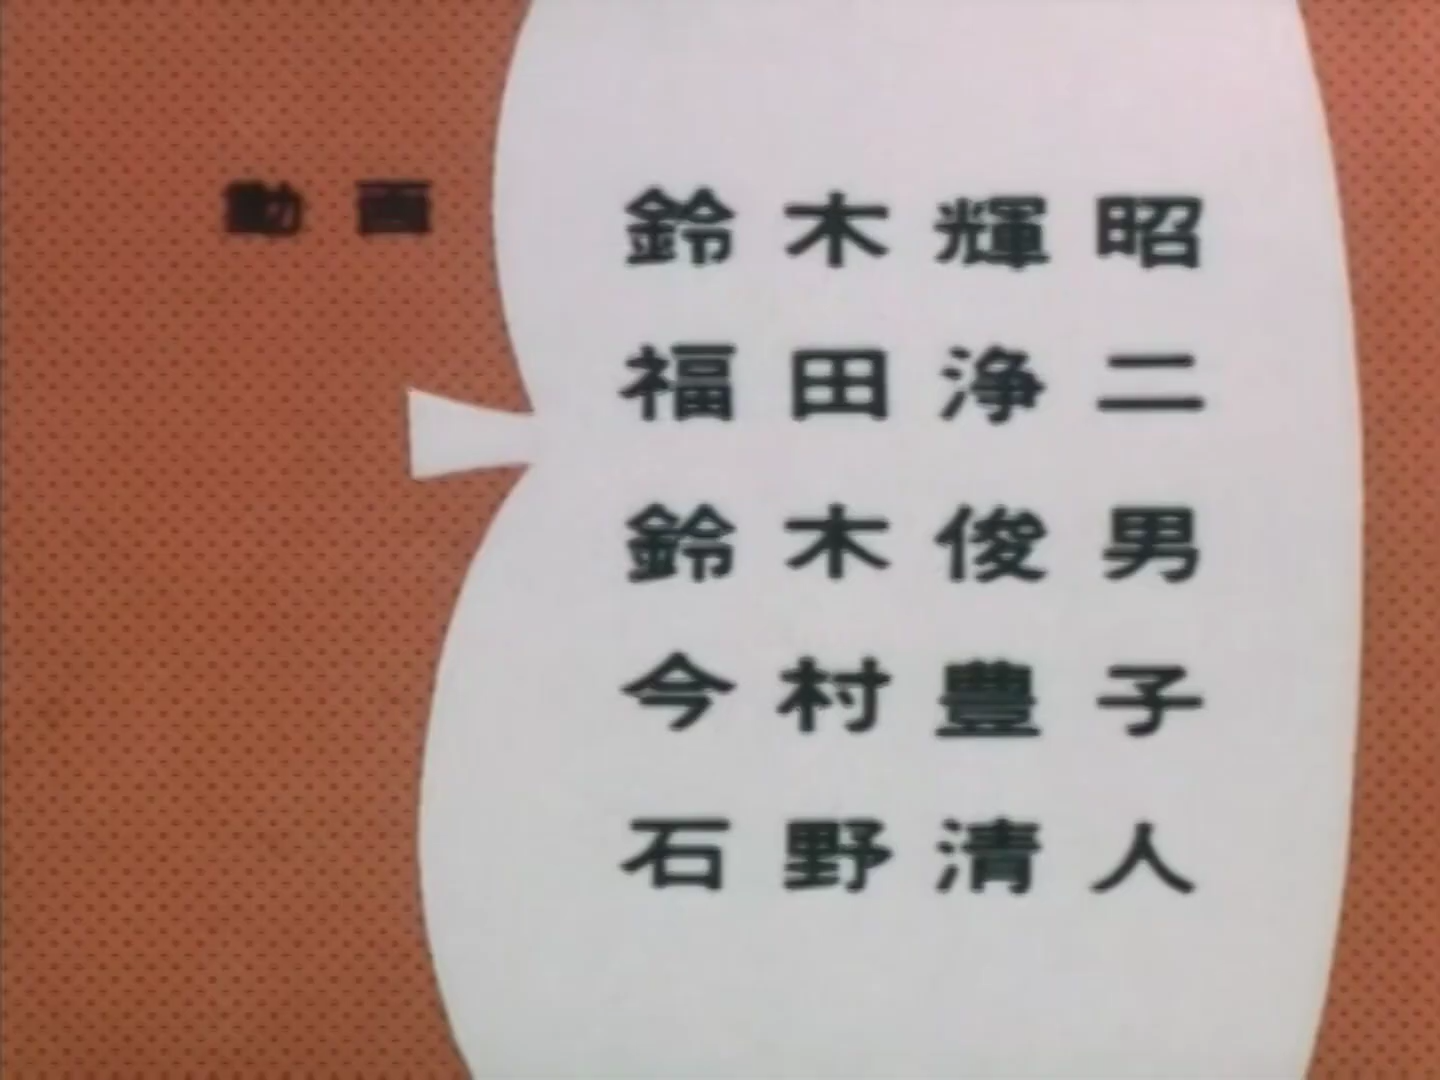 動画
鈴木輝昭
福田浄二
鈴木俊男
今村豊子
石野清人